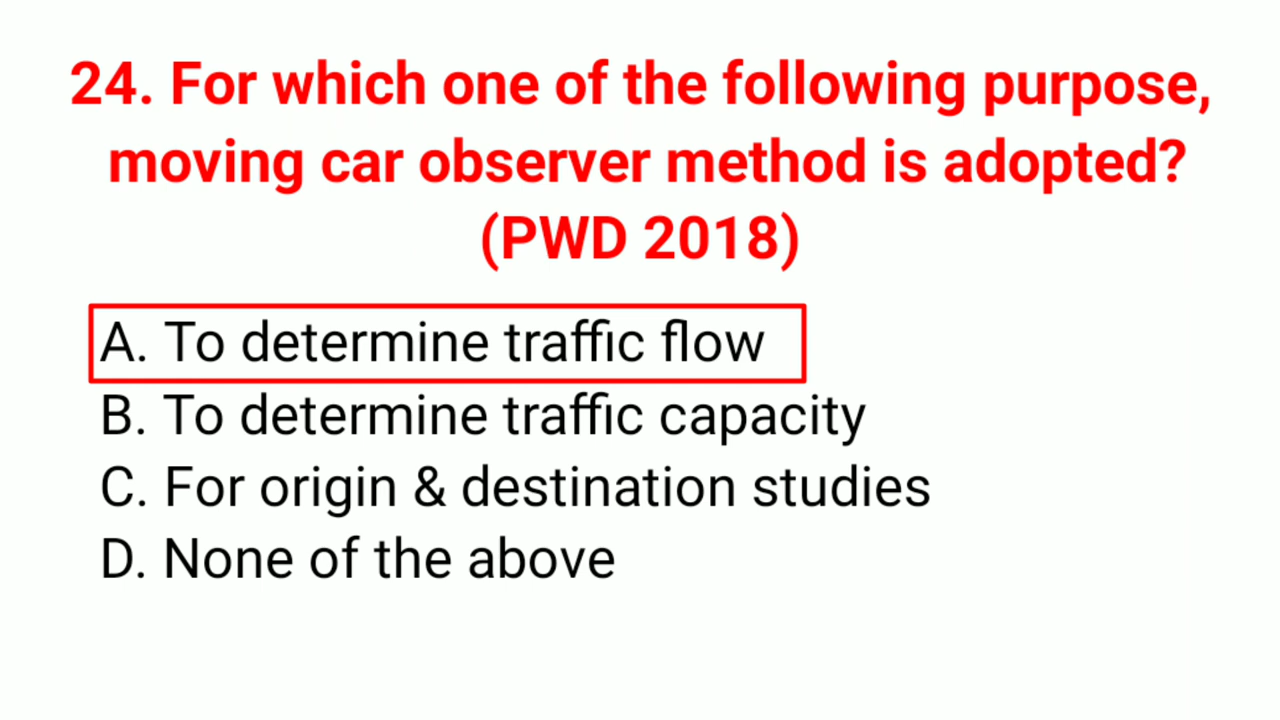 24. For which one of the following purpose,
moving car observer method is adopted?
(PWD 2018)
A. To determine traffic flow
B. To determine traffic capacity
C. For origin & destination studies
D. None of the above